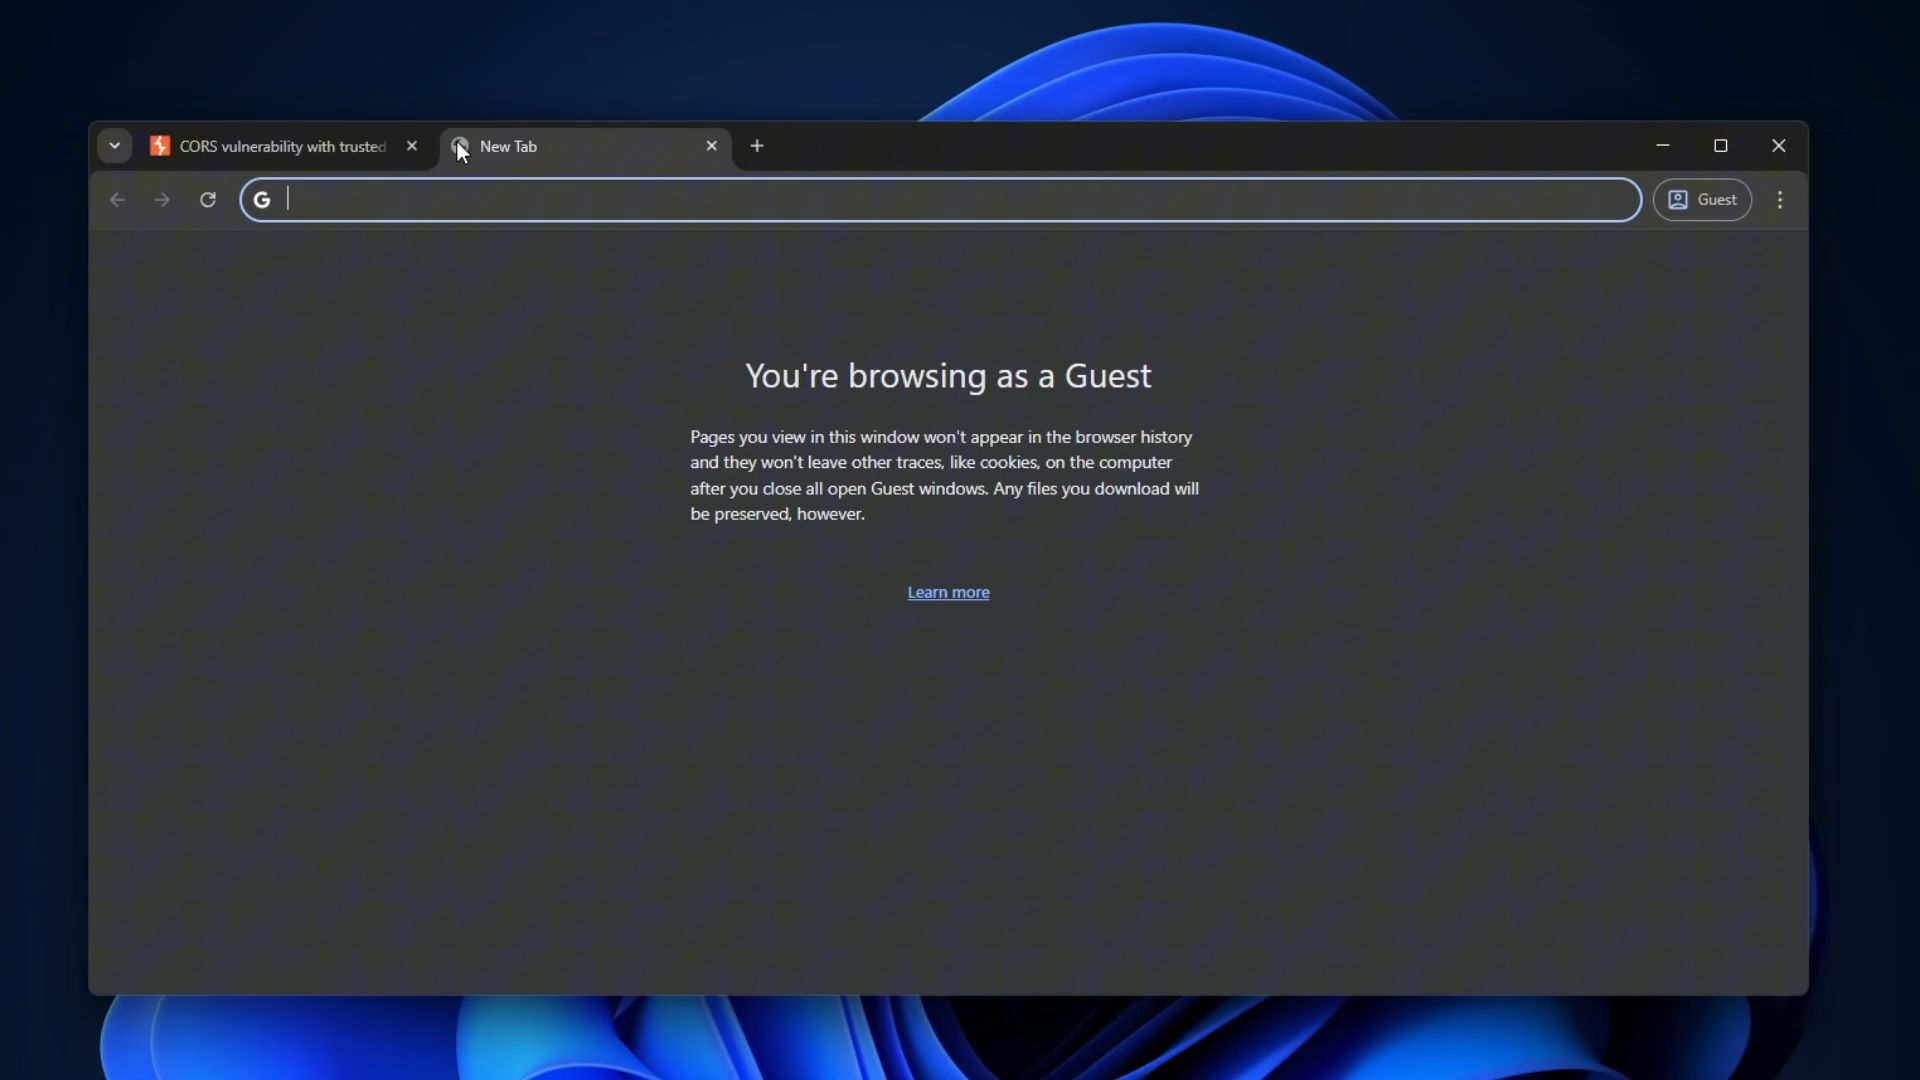 CORS vulnerability with trusted
New Tab
Guest
You're browsing as a Guest
Pages you view in this window won't appear in the browser history
and they won't leave other traces, like cookies, on the computer
after you close all open Guest windows. Any files you download will
be preserved, however.
Learn more